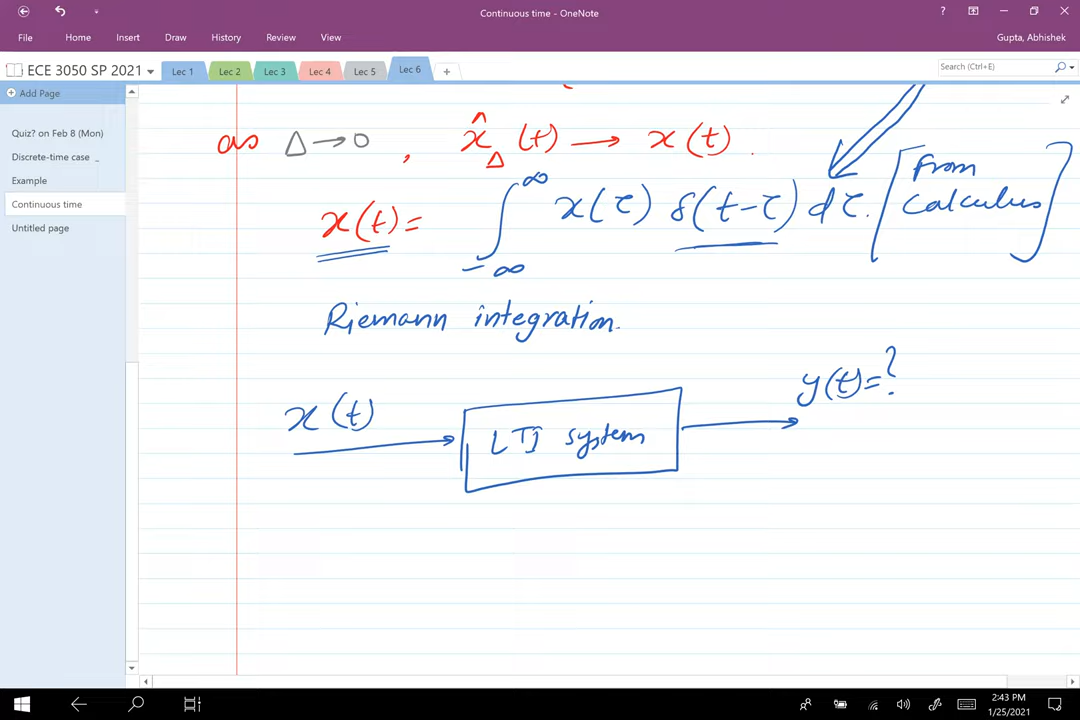 Continuous time - OneNote
?
Gupta, Abhishek
File Home Insert Draw History Review View
ECE 3050 SP 2021 Lec 1 Lec 2 Lec 3 Lec 4 Lec 5 Lec 6 +
Search (Ctrl+E)
Add Page
Quiz? on Feb 8 (Mon)
Discrete-time case _
Example
Continuous time
Untitled page
as Δ→0, x̂_Δ(t) → x(t).
x(t) = ∫_{-∞}^{∞} x(τ) δ(t-τ) dτ. [From
calculus]
Riemann integration.
x(t) LTI system y(t)=?
2:43 PM
1/25/2021